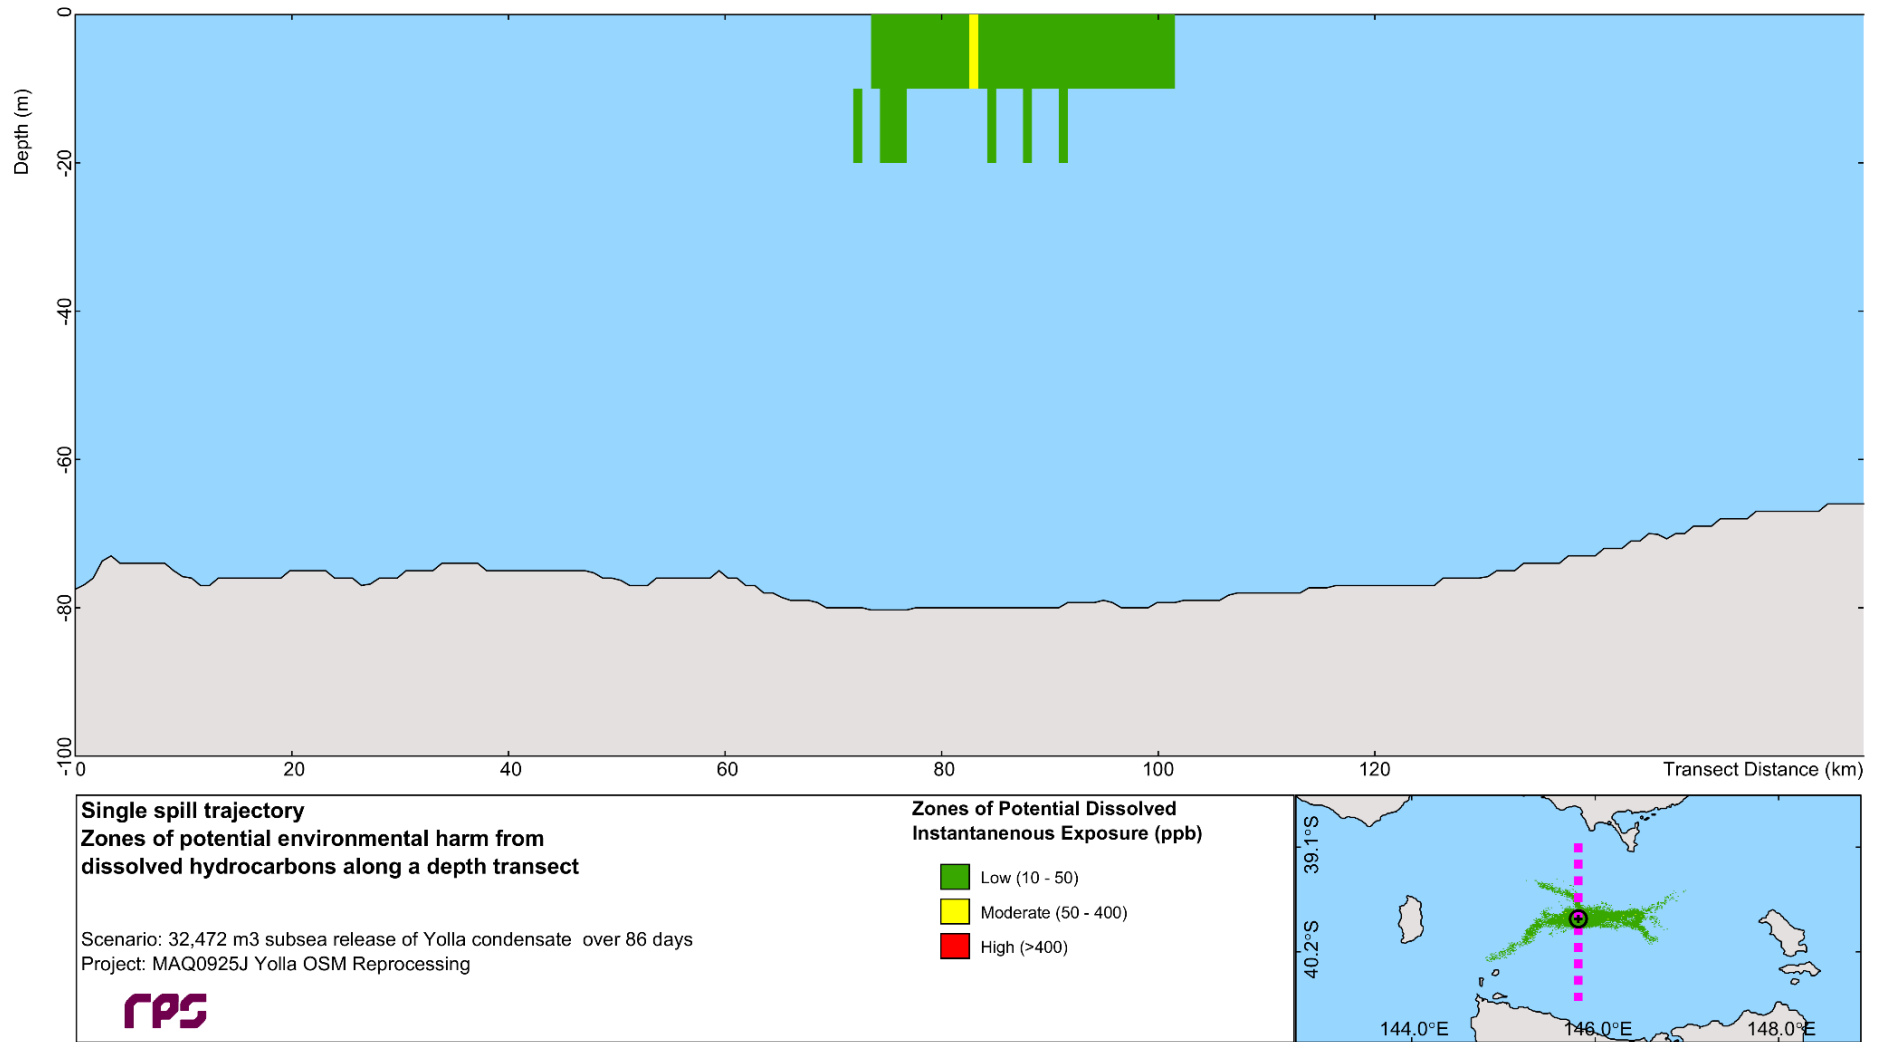 0
Depth (m)
-20
-40
-60
-80
-100
0
20
40
60
80
100
120
Transect Distance (km)
Single spill trajectory
Zones of potential environmental harm from
dissolved hydrocarbons along a depth transect
Scenario: 32,472 m3 subsea release of Yolla condensate  over 86 days
Project: MAQ0925J Yolla OSM Reprocessing
rps
Zones of Potential Dissolved
Instantanenous Exposure (ppb)
Low (10 - 50)
Moderate (50 - 400)
High (>400)
39.1°S
40.2°S
144.0°E
146.0°E
148.0°E